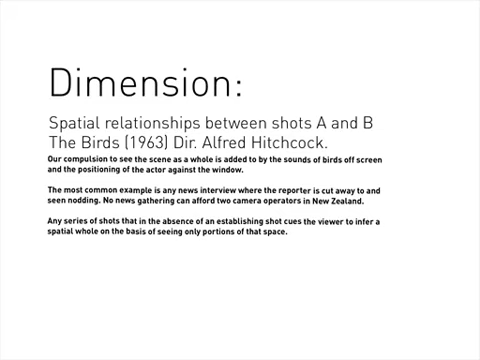 Dimension:
Spatial relationships between shots A and B
The Birds (1963) Dir. Alfred Hitchcock.
Our compulsion to see the scene as a whole is added to by the sounds of birds off screen
and the positioning of the actor against the window.
The most common example is any news interview where the reporter is cut away to and
seen nodding. No news gathering can afford two camera operators in New Zealand.
Any series of shots that in the absence of an establishing shot cues the viewer to infer a
spatial whole on the basis of seeing only portions of that space.